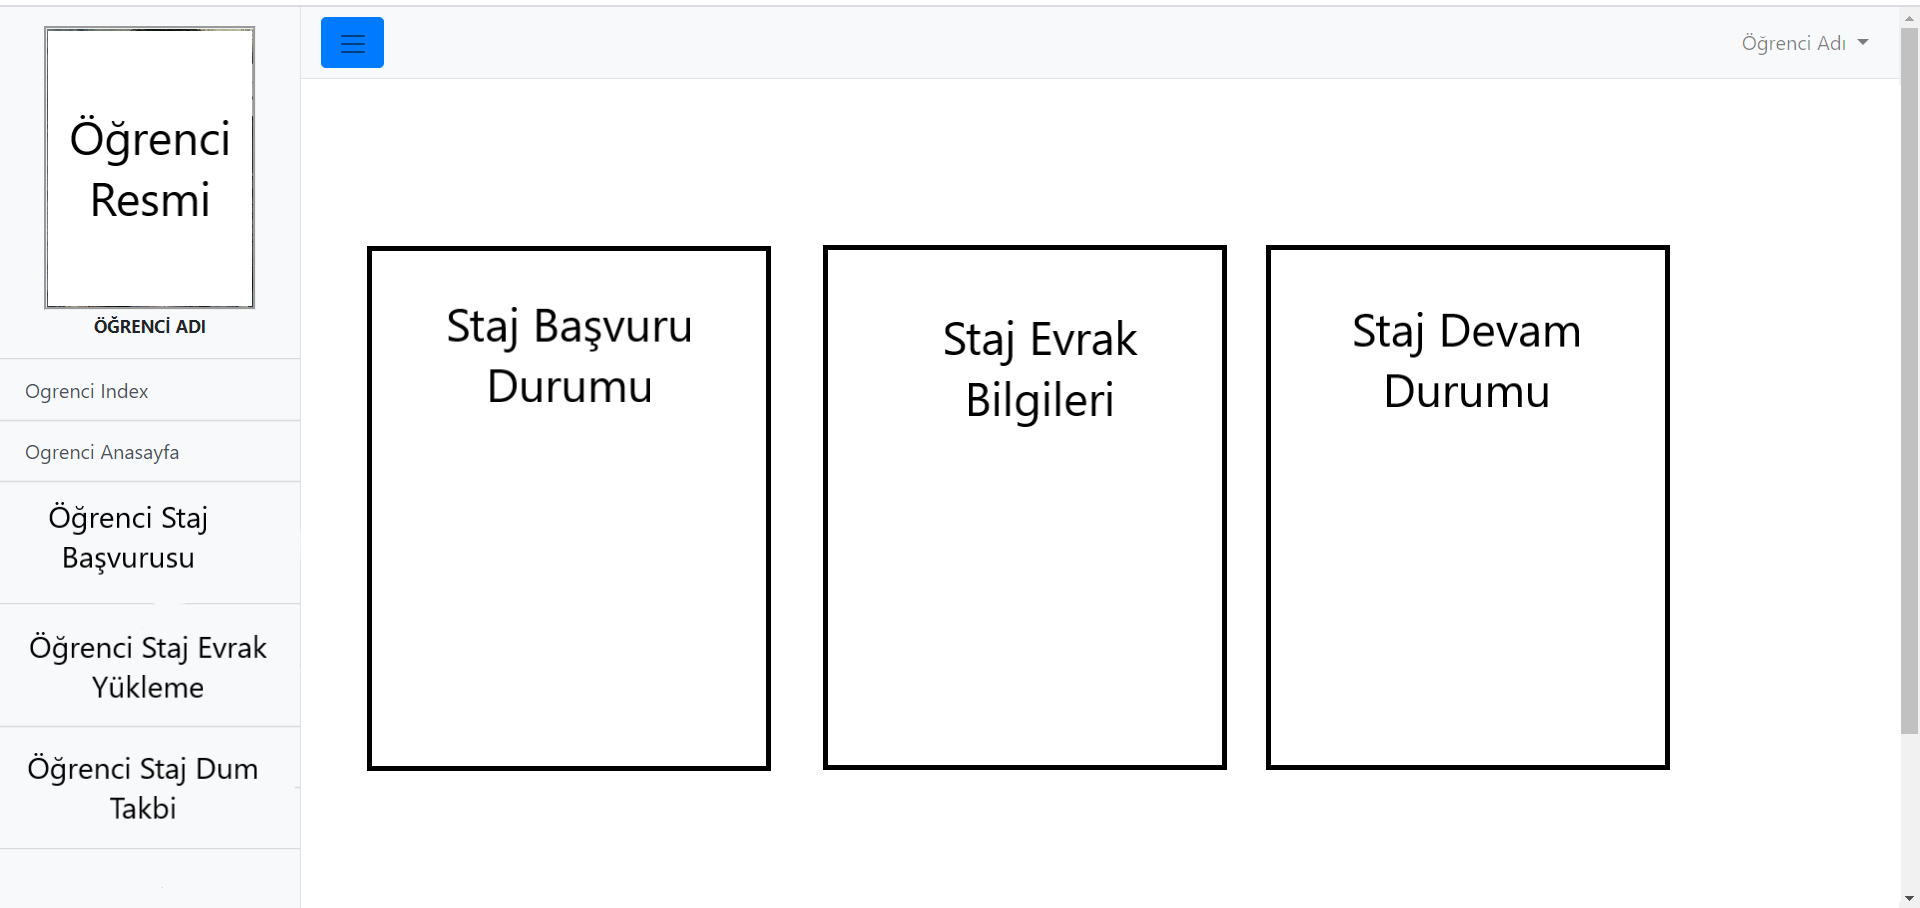 Öğrenci
Resmi
ÖĞRENCİ ADI
Ogrenci Index
Ogrenci Anasayfa
Öğrenci Staj
Başvurusu
Öğrenci Staj Evrak
Yükleme
Öğrenci Staj Dum
Takbi
Öğrenci Adı
Staj Başvuru
Durumu
Staj Evrak
Bilgileri
Staj Devam
Durumu